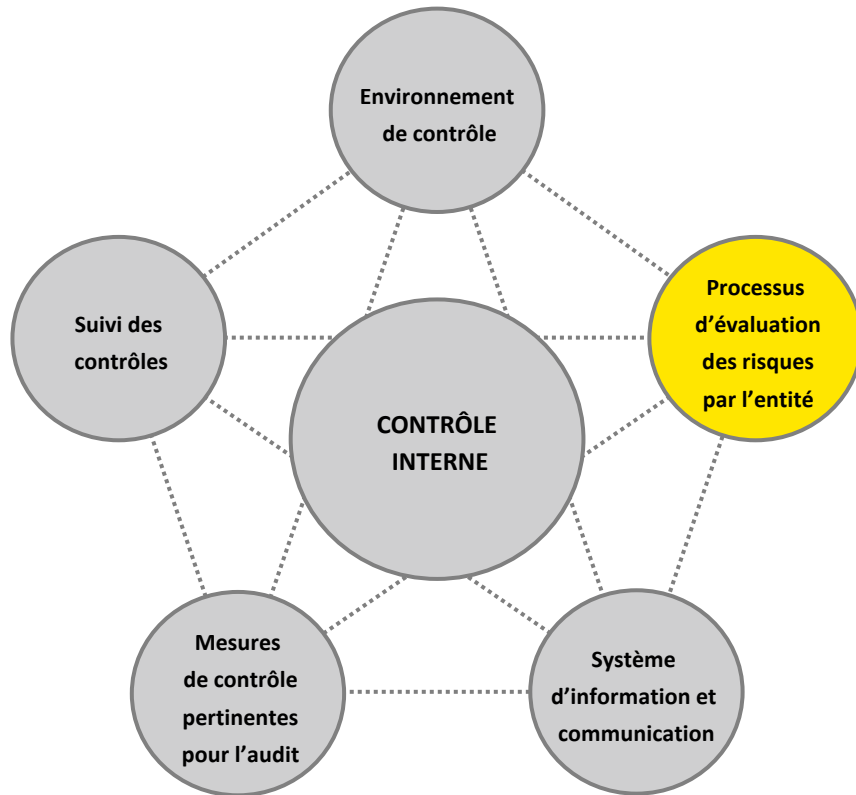 Environnement
de contrôle
Processus
d’évaluation
des risques
par l’entité
Suivi des
contrôles
CONTRÔLE
INTERNE
Mesures
de contrôle
pertinentes
pour l’audit
Système
d’information et
communication